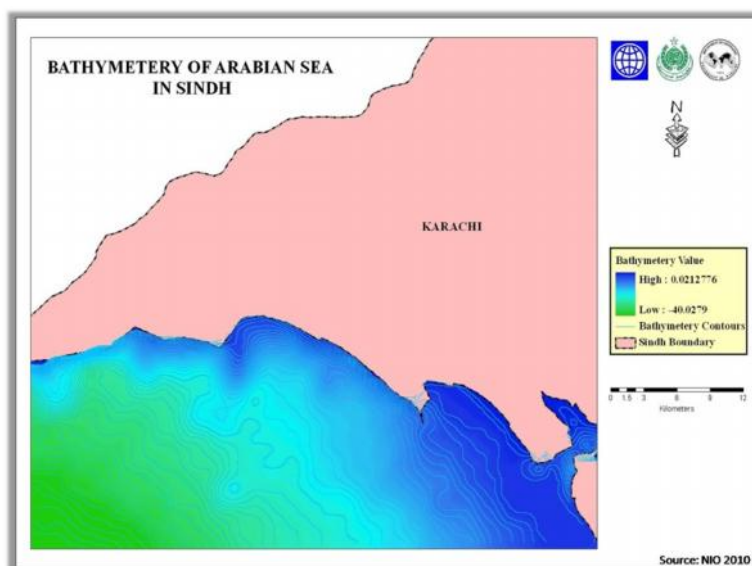 BATHYMETERY OF ARABIAN SEA
IN SINDH
N
KARACHI
Bathymetery Value
High : 0.0212776
Low : -40.0279
Bathymetery Contours
Sindh Boundary
0 1.5 3 6 9 12
Kilometers
Source: NIO 2010